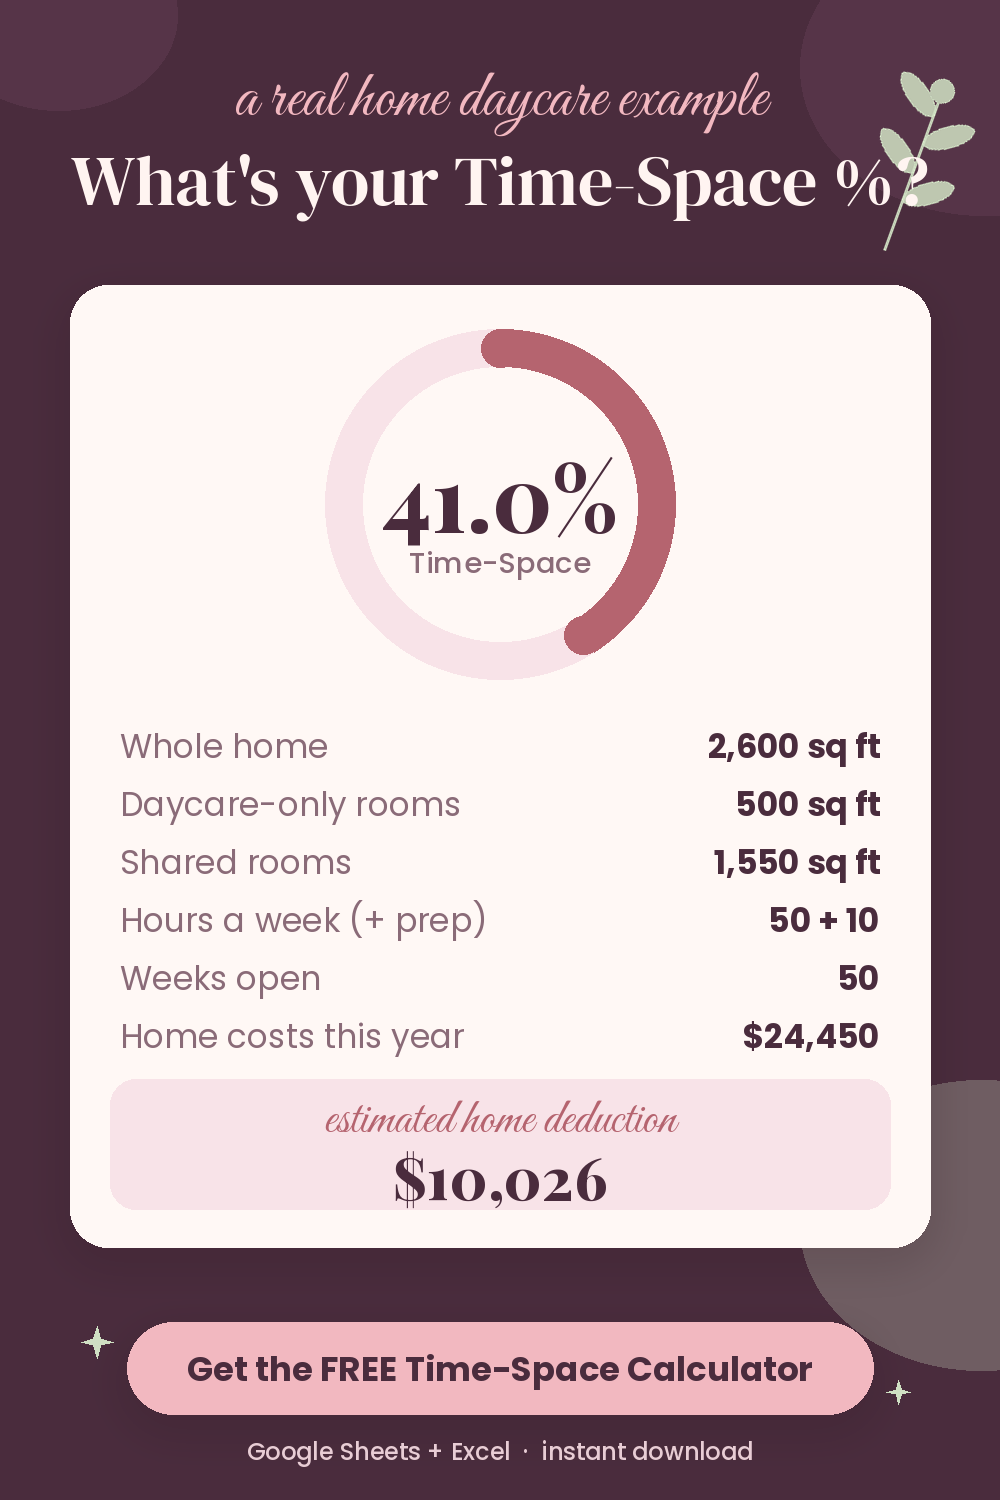 a real home daycare example
What's your Time-Space %?
41.0%
Time-Space
Whole home 2,600 sq ft
Daycare-only rooms 500 sq ft
Shared rooms 1,550 sq ft
Hours a week (+ prep) 50 + 10
Weeks open 50
Home costs this year $24,450
estimated home deduction
$10,026
Get the FREE Time-Space Calculator
Google Sheets + Excel · instant download